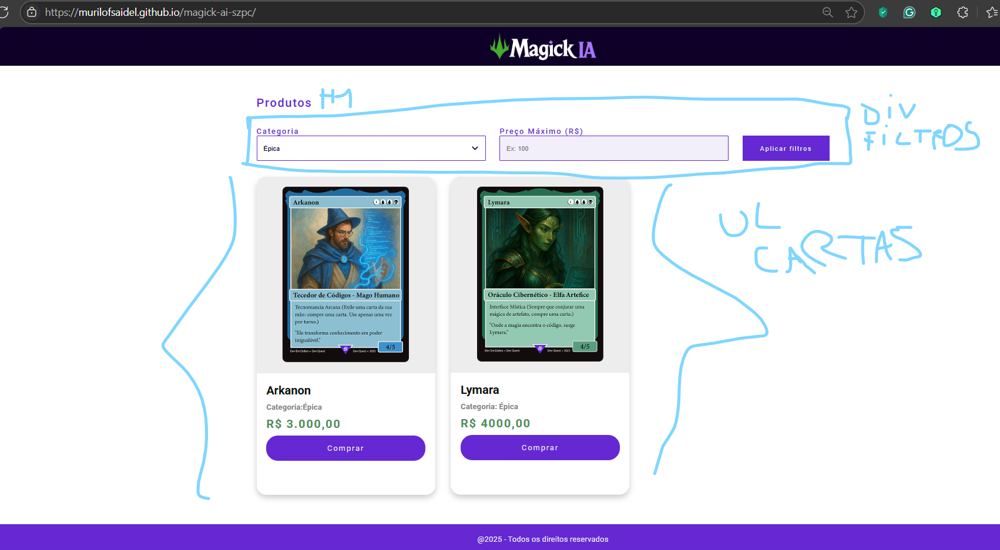 https://murilofsaidel.github.io/magick-ai-szpc/
Magick IA
Produtos H1
DIV
FILTROS
Categoria
Preço Máximo (R$)
Épica
Ex: 100
Aplicar filtros
UL
CARTAS
Arkanon
Tecedor de Códigos - Mago Humano
Tecnomancia Arcana (Exile uma carta da sua
mão: compre uma carta. Use apenas uma vez
por turno.)
"Ele transforma conhecimento em poder
inigualável."
4/5
Dev Em Dobro • Dev Quest
Dev Quest • 2025
Lymara
Oráculo Cibernético - Elfa Artefice
Interface Mística (Sempre que conjurar uma
mágica de artefato, compre uma carta.)
"Onde a magia encontra o código, surge
Lymara."
4/5
Dev Em Dobro • Dev Quest
Dev Quest • 2025
Arkanon
Categoria:Épica
R$ 3.000,00
Comprar
Lymara
Categoria: Épica
R$ 4000,00
Comprar
@2025 - Todos os direitos reservados